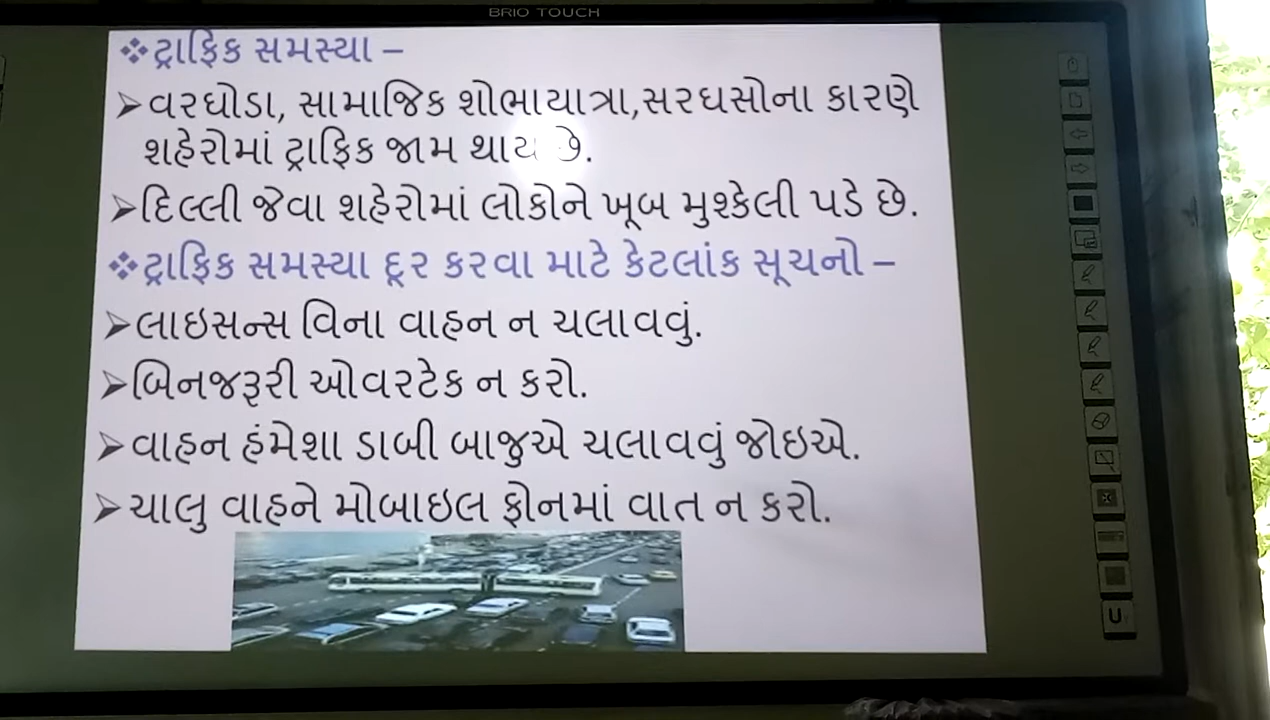 BRIO TOUCH
❖ટ્રાફિક સમસ્યા –
➤વરઘોડા, સામાજિક શોભાયાત્રા,સરઘસોના કારણે
શહેરોમાં ટ્રાફિક જામ થાય છે.
➤દિલ્લી જેવા શહેરોમાં લોકોને ખૂબ મુશ્કેલી પડે છે.
❖ટ્રાફિક સમસ્યા દૂર કરવા માટે કેટલાંક સૂચનો –
➤લાઇસન્સ વિના વાહન ન ચલાવવું.
➤બિનજરૂરી ઓવરટેક ન કરો.
➤વાહન હંમેશા ડાબી બાજુએ ચલાવવું જોઇએ.
➤ચાલુ વાહને મોબાઇલ ફોનમાં વાત ન કરો.